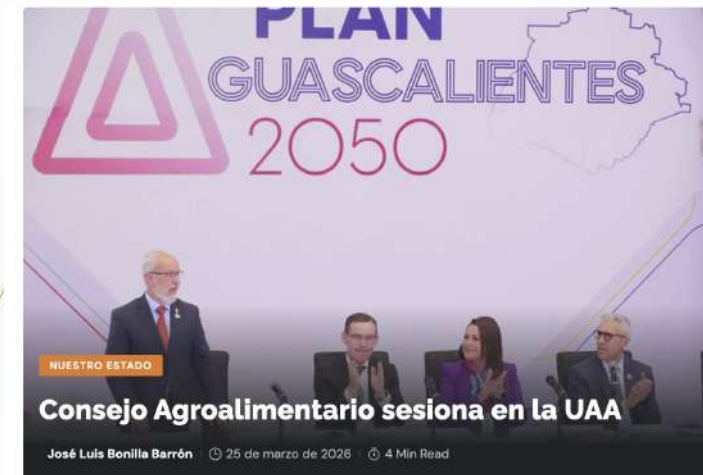 PLAN
GUASCALIENTES
2050
NUESTRO ESTADO
Consejo Agroalimentario sesiona en la UAA
José Luis Bonilla Barrón 25 de marzo de 2026 4 Min Read